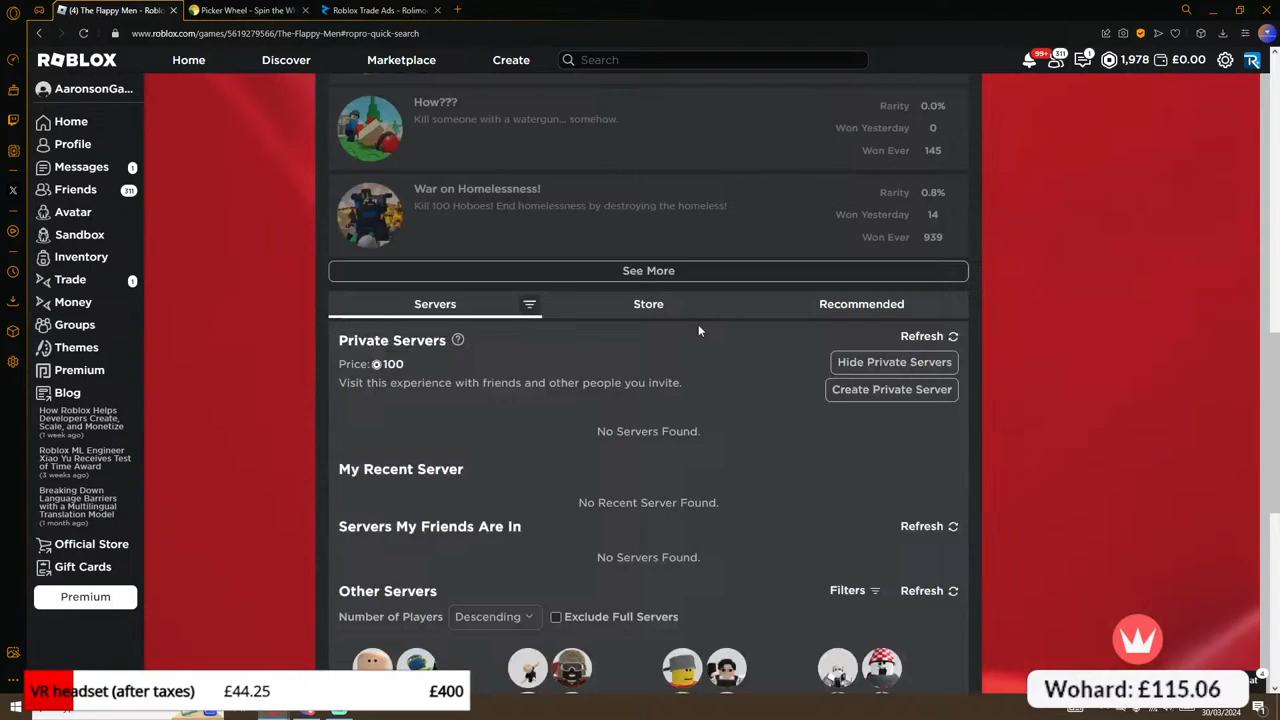 (4) The Flappy Men - Roblo
Picker Wheel - Spin the W
Roblox Trade Ads - Rolimo
www.roblox.com/games/5619279566/The-Flappy-Men#ropro-quick-search
ROBLOX
Home
Discover
Marketplace
Create
Search
99+
311
1
1,978
£0.00
AaronsonGa...
Home
Profile
Messages
1
Friends
311
Avatar
Sandbox
Inventory
Trade
1
Money
Groups
Themes
Premium
Blog
How Roblox Helps
Developers Create,
Scale, and Monetize
(1 week ago)
Roblox ML Engineer
Xiao Yu Receives Test
of Time Award
(3 weeks ago)
Breaking Down
Language Barriers
with a Multilingual
Translation Model
(1 month ago)
Official Store
Gift Cards
Premium
How???
Kill someone with a watergun... somehow.
Rarity 0.0%
Won Yesterday 0
Won Ever 145
War on Homelessness!
Kill 100 Hoboes! End homelessness by destroying the homeless!
Rarity 0.8%
Won Yesterday 14
Won Ever 939
See More
Servers
Store
Recommended
Private Servers
Refresh
Price: 100
Hide Private Servers
Visit this experience with friends and other people you invite.
Create Private Server
No Servers Found.
My Recent Server
No Recent Server Found.
Servers My Friends Are In
Refresh
No Servers Found.
Other Servers
Filters
Refresh
Number of Players
Descending
Exclude Full Servers
VR headset (after taxes) £44.25 £400
Wohard: £115.06
30/03/2024